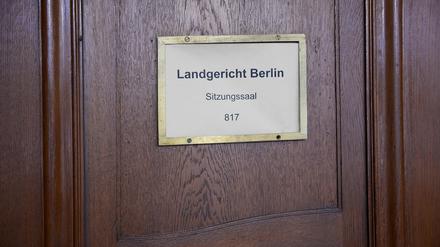 Landgericht Berlin
Sitzungssaal
817